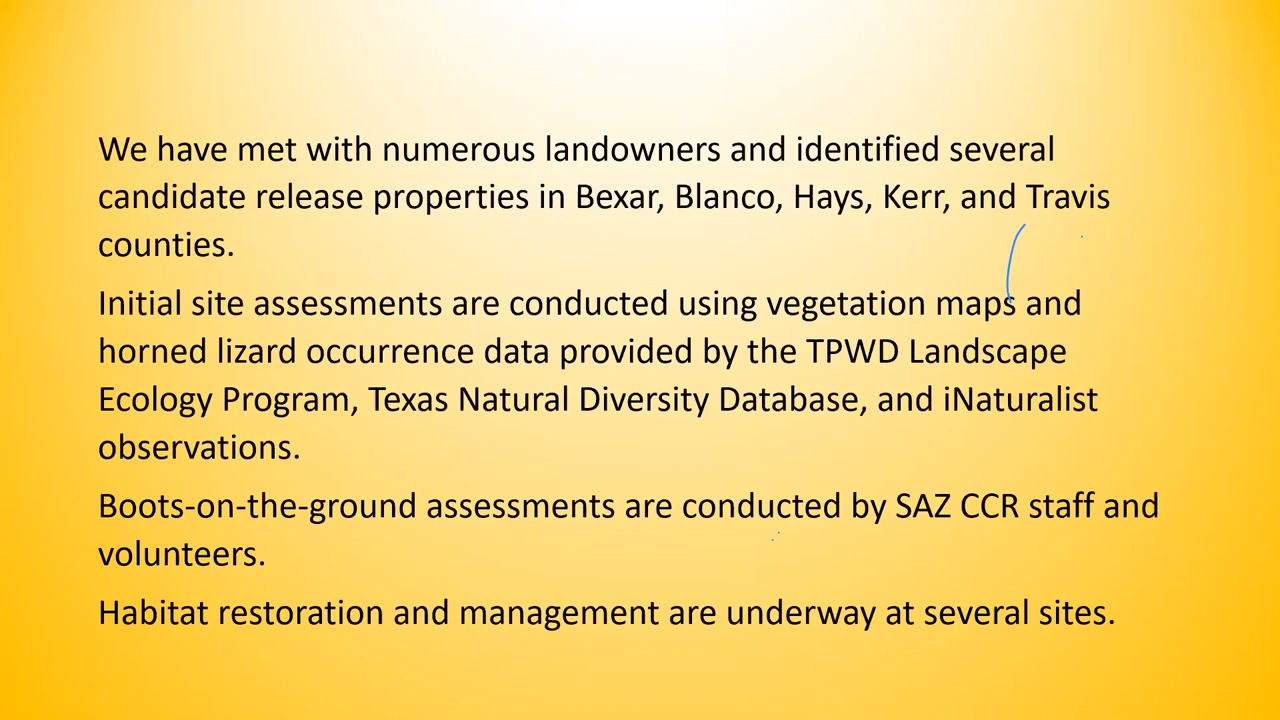 We have met with numerous landowners and identified several
candidate release properties in Bexar, Blanco, Hays, Kerr, and Travis
counties.
Initial site assessments are conducted using vegetation maps and
horned lizard occurrence data provided by the TPWD Landscape
Ecology Program, Texas Natural Diversity Database, and iNaturalist
observations.
Boots-on-the-ground assessments are conducted by SAZ CCR staff and
volunteers.
Habitat restoration and management are underway at several sites.